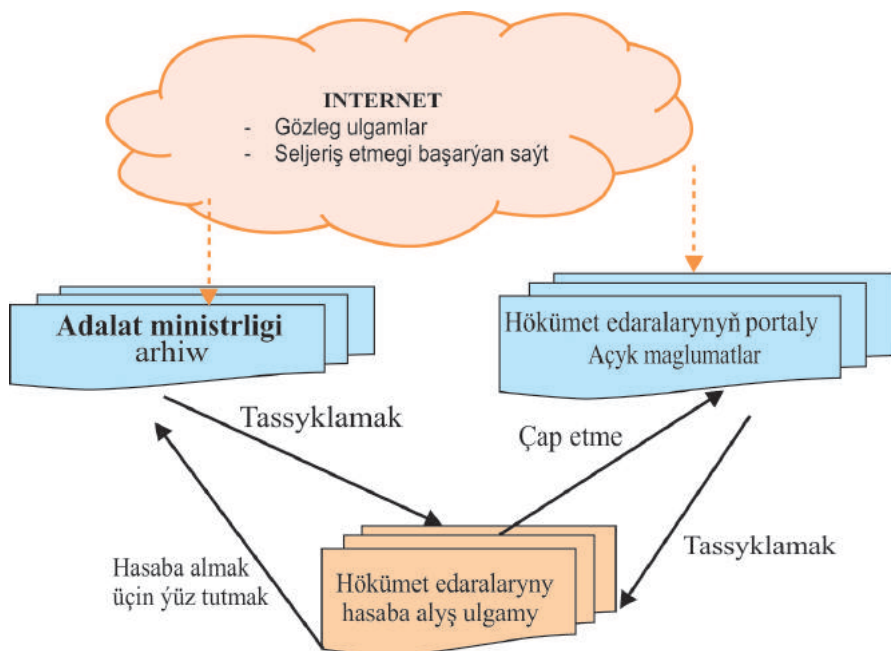 INTERNET
- Gözleg ulgamlar
- Seljeriş etmegi başarýan saýt
Adalat ministrligi
arhiw
Hökümet edaralarynyň portaly
Açyk maglumatlar
Tassyklamak
Çap etme
Hasaba almak
üçin ýüz tutmak
Tassyklamak
Hökümet edaralaryny
hasaba alyş ulgamy